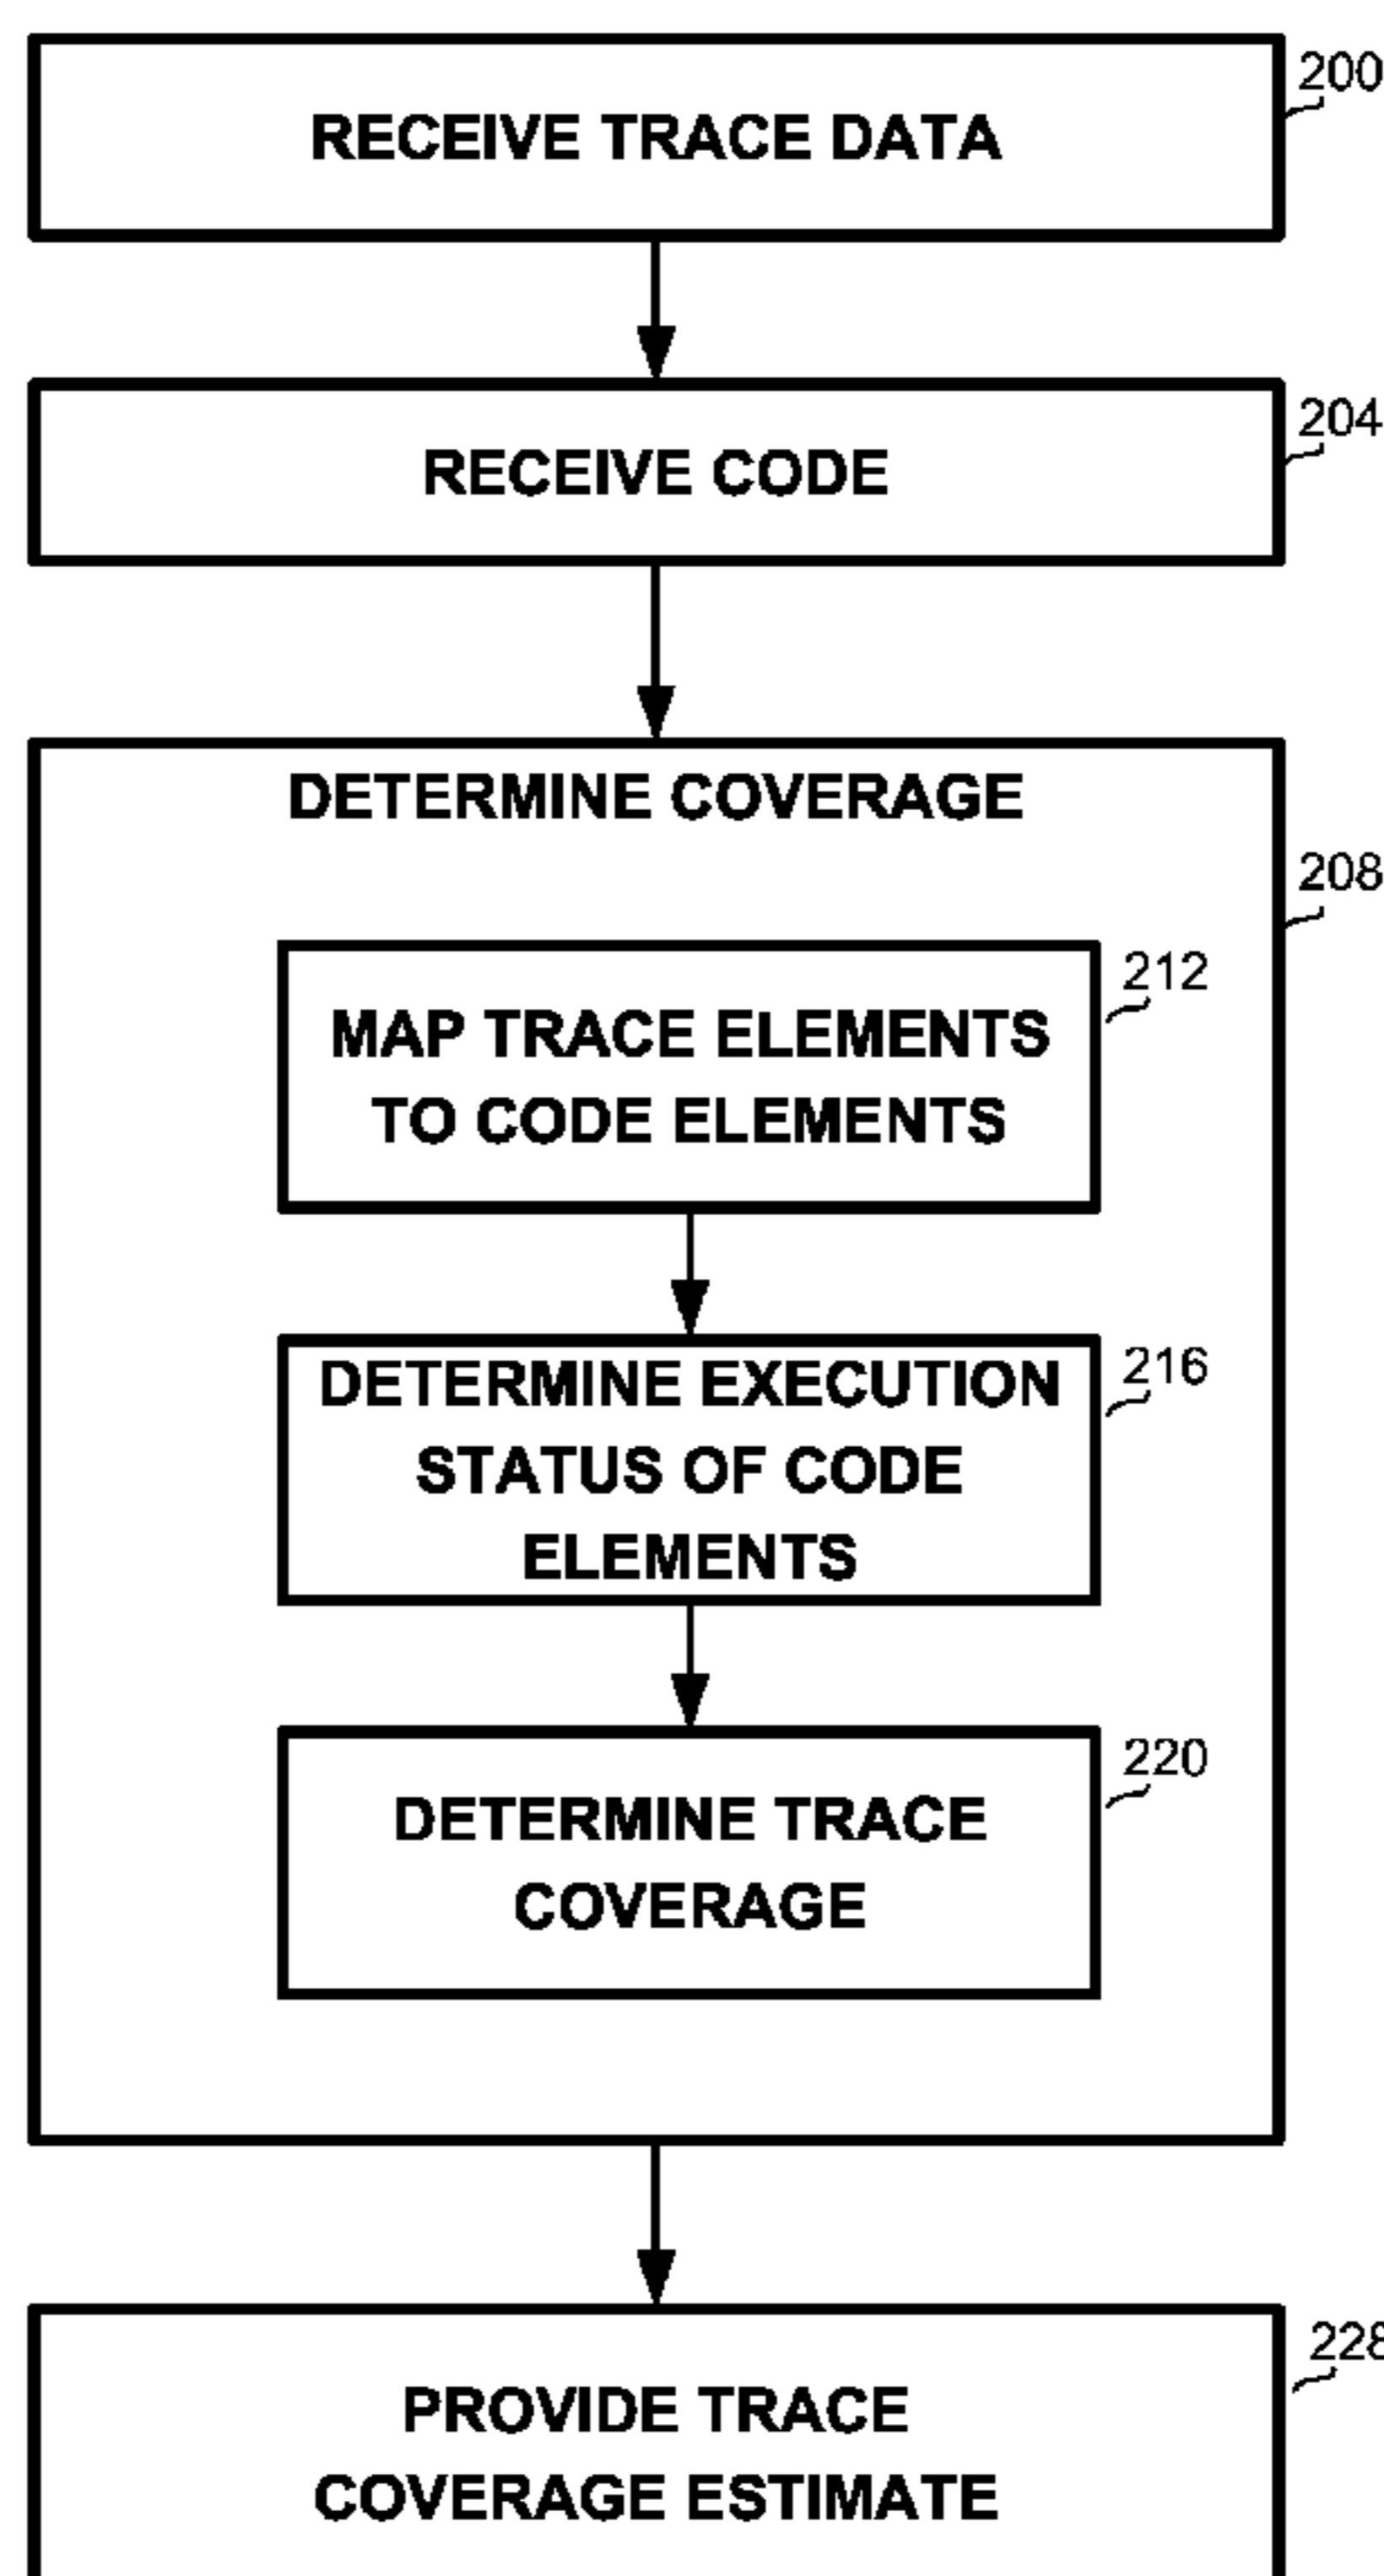 RECEIVE TRACE DATA
200
RECEIVE CODE
204
DETERMINE COVERAGE
208
MAP TRACE ELEMENTS
TO CODE ELEMENTS
212
DETERMINE EXECUTION
STATUS OF CODE
ELEMENTS
216
DETERMINE TRACE
COVERAGE
220
PROVIDE TRACE
COVERAGE ESTIMATE
228